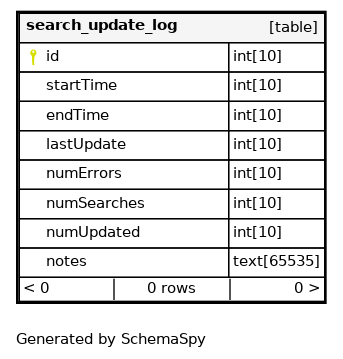 search_update_log [table]
id int[10]
startTime int[10]
endTime int[10]
lastUpdate int[10]
numErrors int[10]
numSearches int[10]
numUpdated int[10]
notes text[65535]
< 0 0 rows 0 >
Generated by SchemaSpy